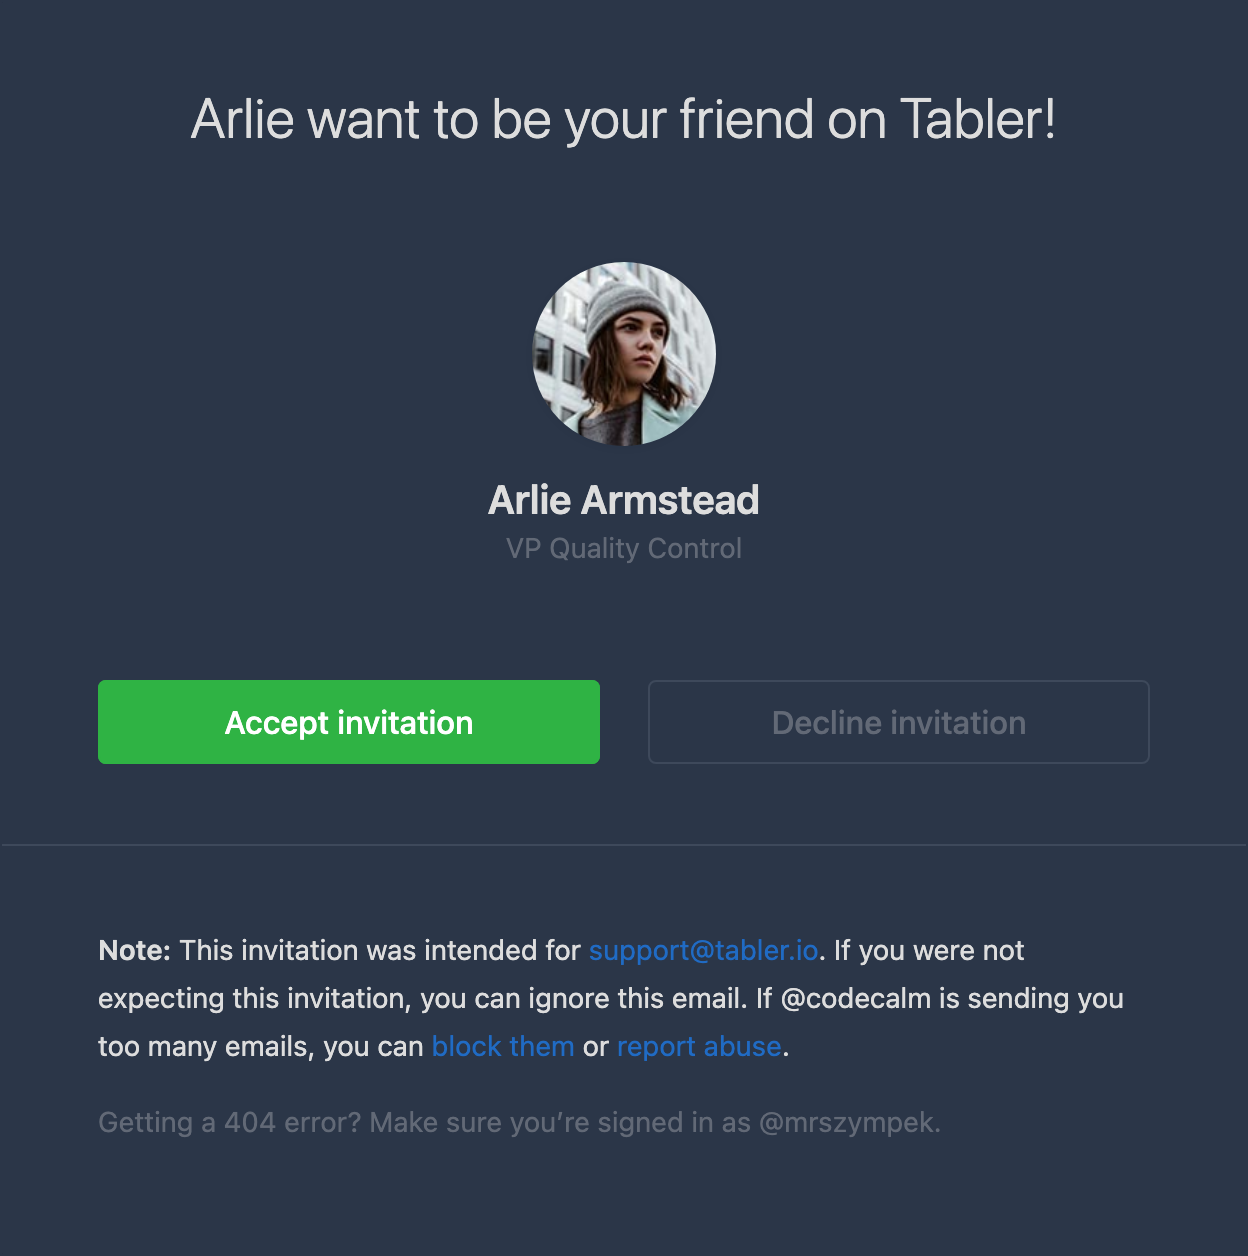 Arlie want to be your friend on Tabler!
Arlie Armstead
VP Quality Control
Accept invitation
Decline invitation
Note: This invitation was intended for support@tabler.io. If you were not
expecting this invitation, you can ignore this email. If @codecalm is sending you
too many emails, you can block them or report abuse.
Getting a 404 error? Make sure you’re signed in as @mrszympek.